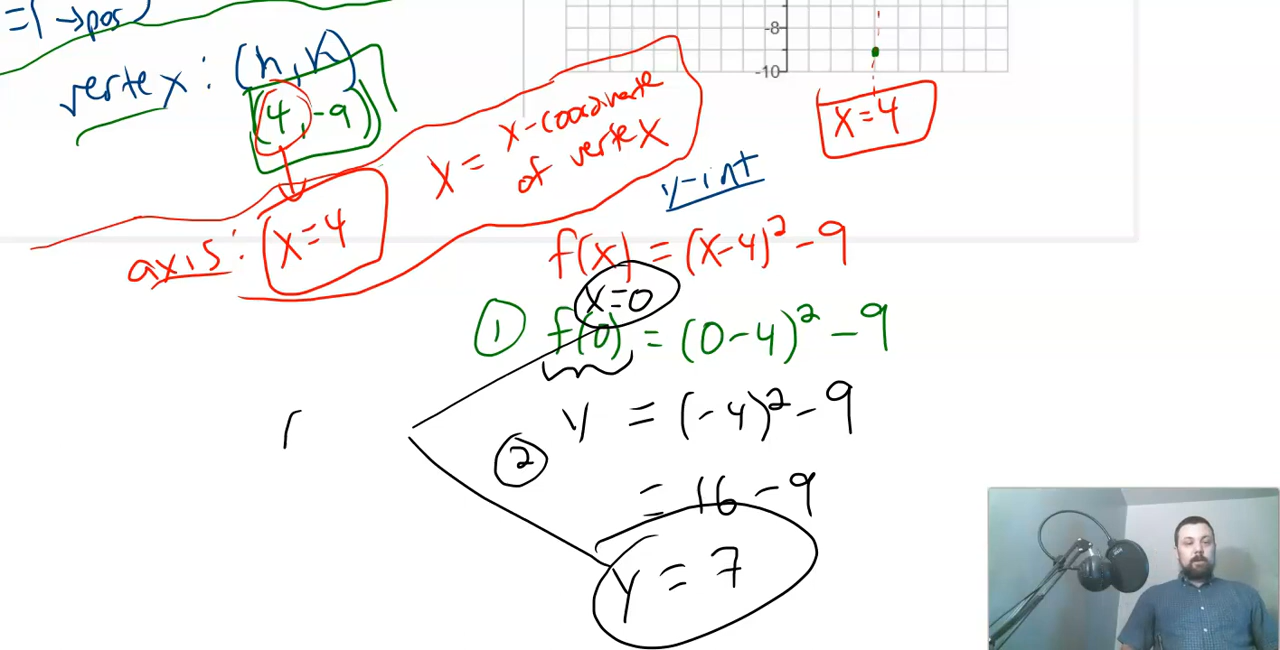 =1 → pos
-8
-10
vertex: (h, k)
(4, -9)
x=4
x = x-coordinate
of vertex
y-int
axis: x=4
f(x) = (x-4)² -9
x=0
① f(0) = (0-4)² -9
② y = (-4)² -9
= 16-9
y = 7